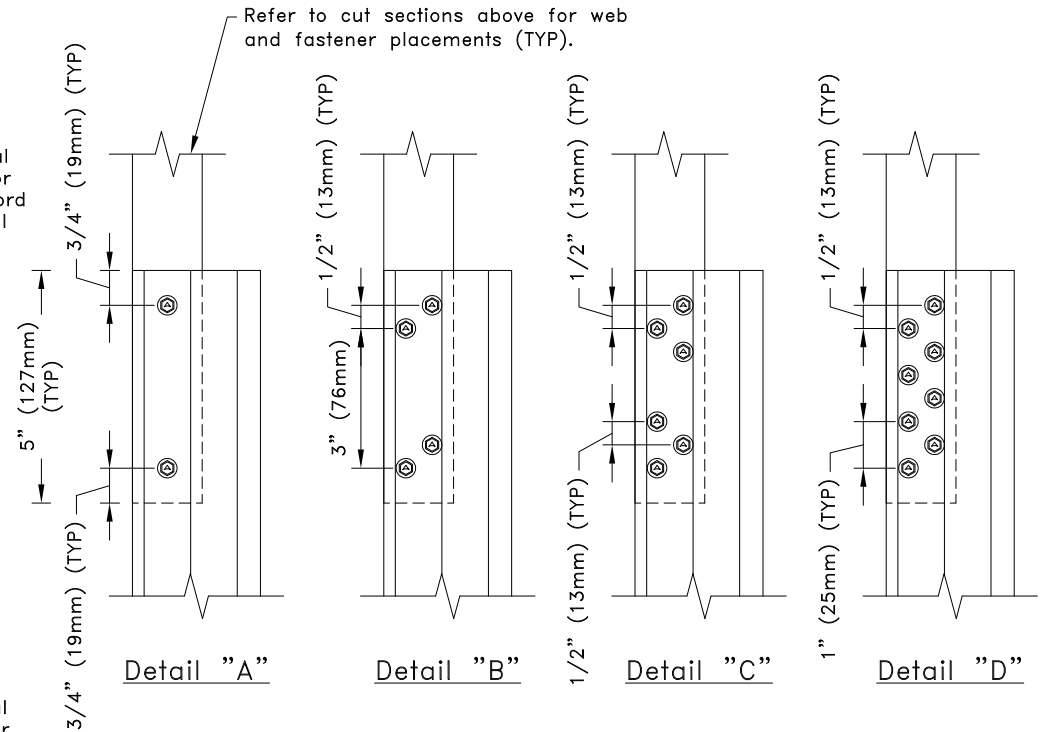 Refer to cut sections above for web
and fastener placements (TYP).
3/4" (19mm) (TYP)
1/2" (13mm) (TYP)
1/2" (13mm) (TYP)
1/2" (13mm) (TYP)
5" (127mm)
(TYP)
3" (76mm)
3/4" (19mm) (TYP)
1/2" (13mm) (TYP)
1" (25mm) (TYP)
Detail "A"
Detail "B"
Detail "C"
Detail "D"